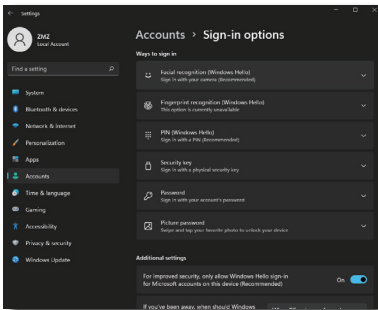 Settings
ZMZ
Local Account
Find a setting
System
Bluetooth & devices
Network & internet
Personalization
Apps
Accounts
Time & language
Gaming
Accessibility
Privacy & security
Windows Update
Accounts > Sign-in options
Ways to sign in
Facial recognition (Windows Hello)
Sign in with your camera (Recommended)
Fingerprint recognition (Windows Hello)
This option is currently unavailable
PIN (Windows Hello)
Sign in with a PIN (Recommended)
Security key
Sign in with a physical security key
Password
Sign in with your account's password
Picture password
Swipe and tap your favorite photo to unlock your device
Additional settings
For improved security, only allow Windows Hello sign-in
for Microsoft accounts on this device (Recommended)
On
If you've been away, when should Windows